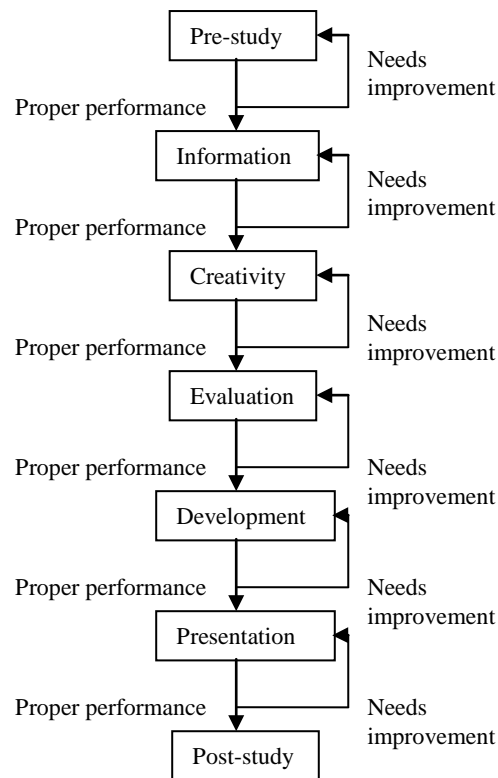 Pre-study
Needs
improvement
Proper performance
Information
Needs
improvement
Proper performance
Creativity
Needs
improvement
Proper performance
Evaluation
Needs
improvement
Proper performance
Development
Needs
improvement
Proper performance
Presentation
Needs
improvement
Proper performance
Post-study